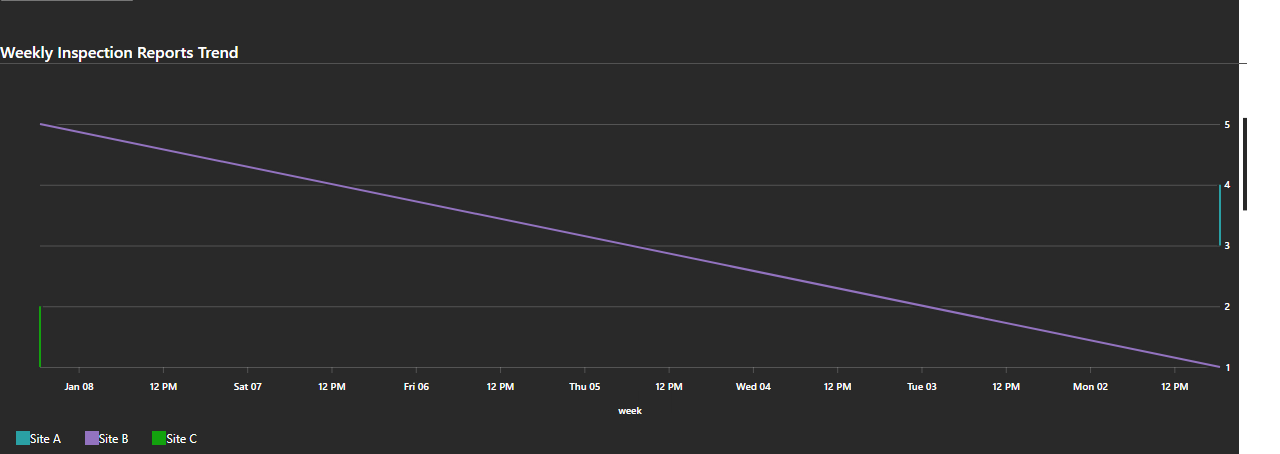 Weekly Inspection Reports Trend
5
4
3
2
1
Jan 08 12 PM Sat 07 12 PM Fri 06 12 PM Thu 05 12 PM Wed 04 12 PM Tue 03 12 PM Mon 02 12 PM
week
Site A Site B Site C